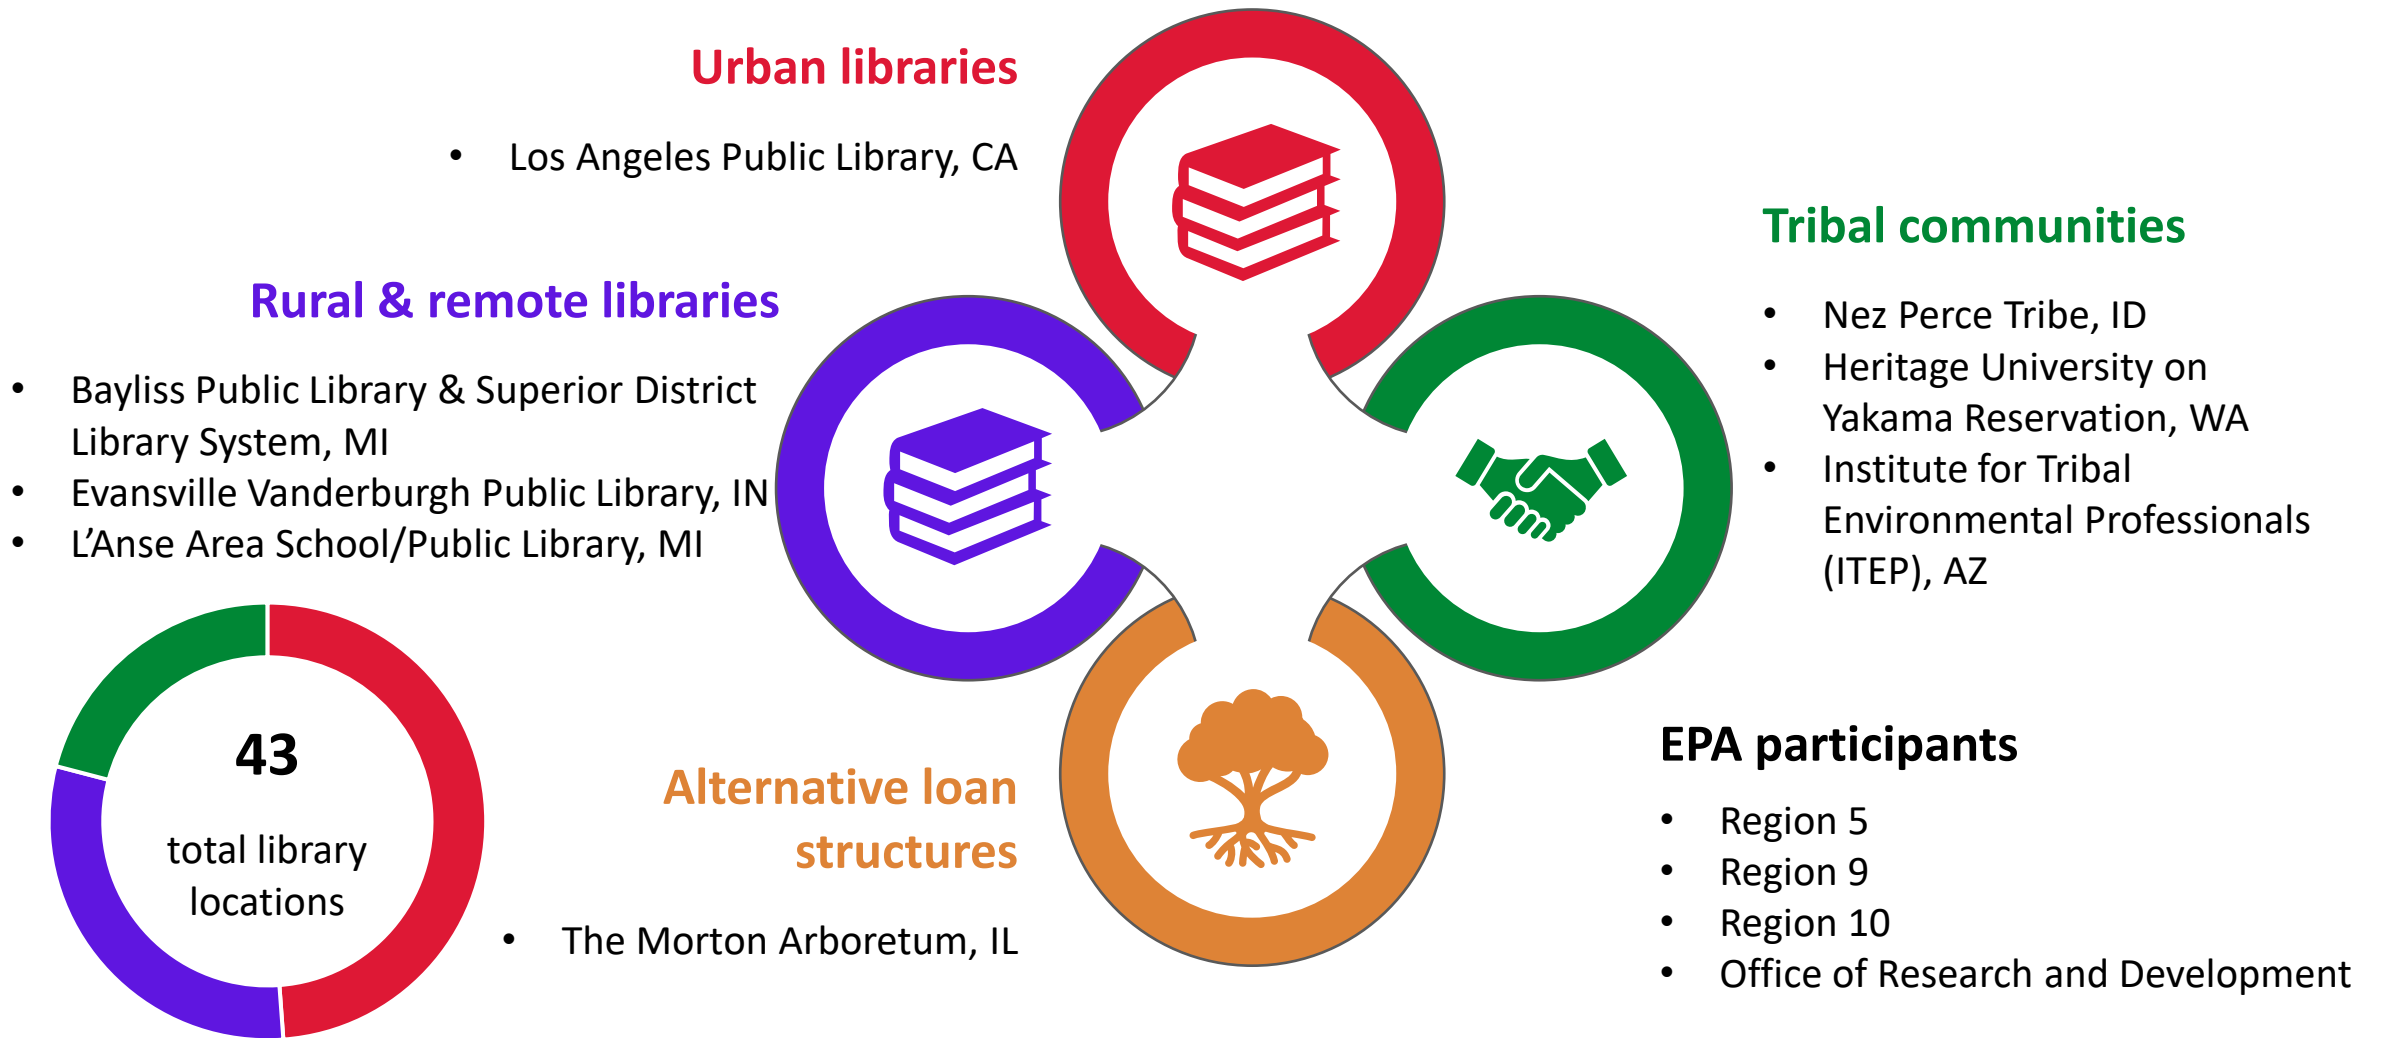 Urban libraries
• Los Angeles Public Library, CA
Rural & remote libraries
• Bayliss Public Library & Superior District
Library System, MI
• Evansville Vanderburgh Public Library, IN
• L’Anse Area School/Public Library, MI
Tribal communities
• Nez Perce Tribe, ID
• Heritage University on
Yakama Reservation, WA
• Institute for Tribal
Environmental Professionals
(ITEP), AZ
43
total library
locations
Alternative loan
structures
• The Morton Arboretum, IL
EPA participants
• Region 5
• Region 9
• Region 10
• Office of Research and Development